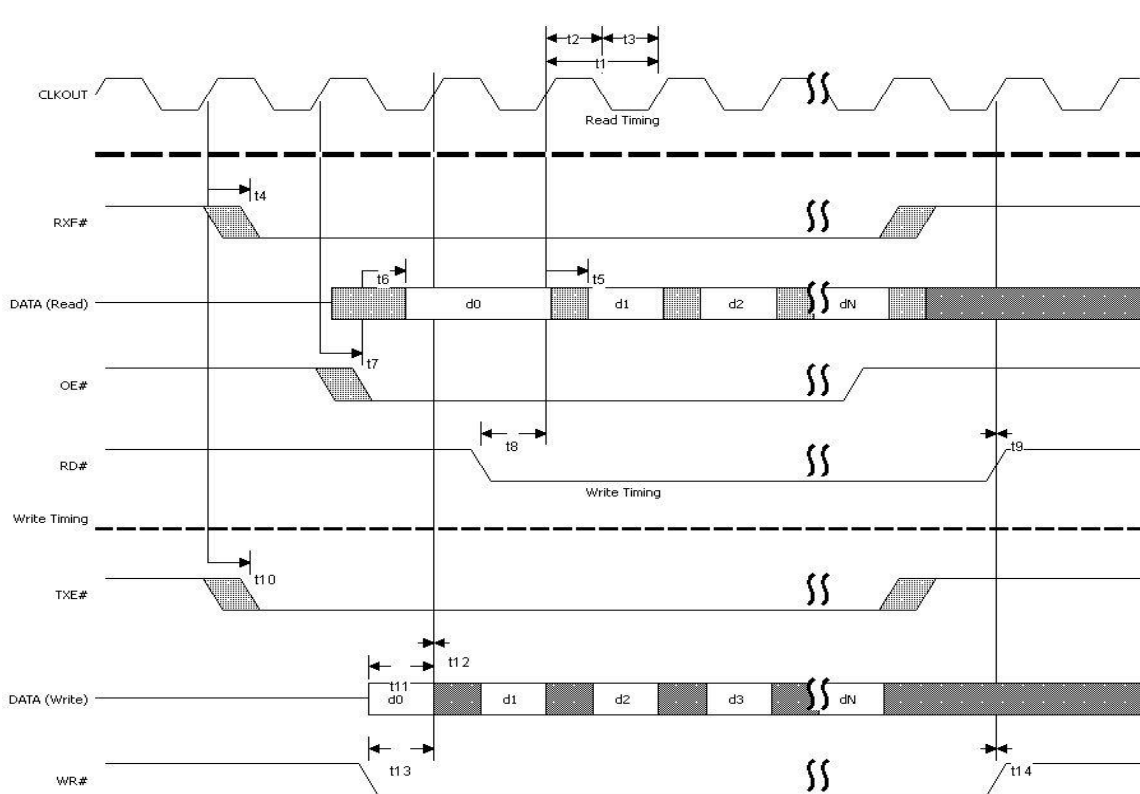 t2 t3
t1
CLKOUT
Read Timing
t4
RXF#
t6 t5
DATA (Read) d0 d1 d2 dN
t7
OE#
t8 t9
RD#
Write Timing
Write Timing
t10
TXE#
t12
t11
DATA (Write) d0 d1 d2 d3 dN
t13 t14
WR#